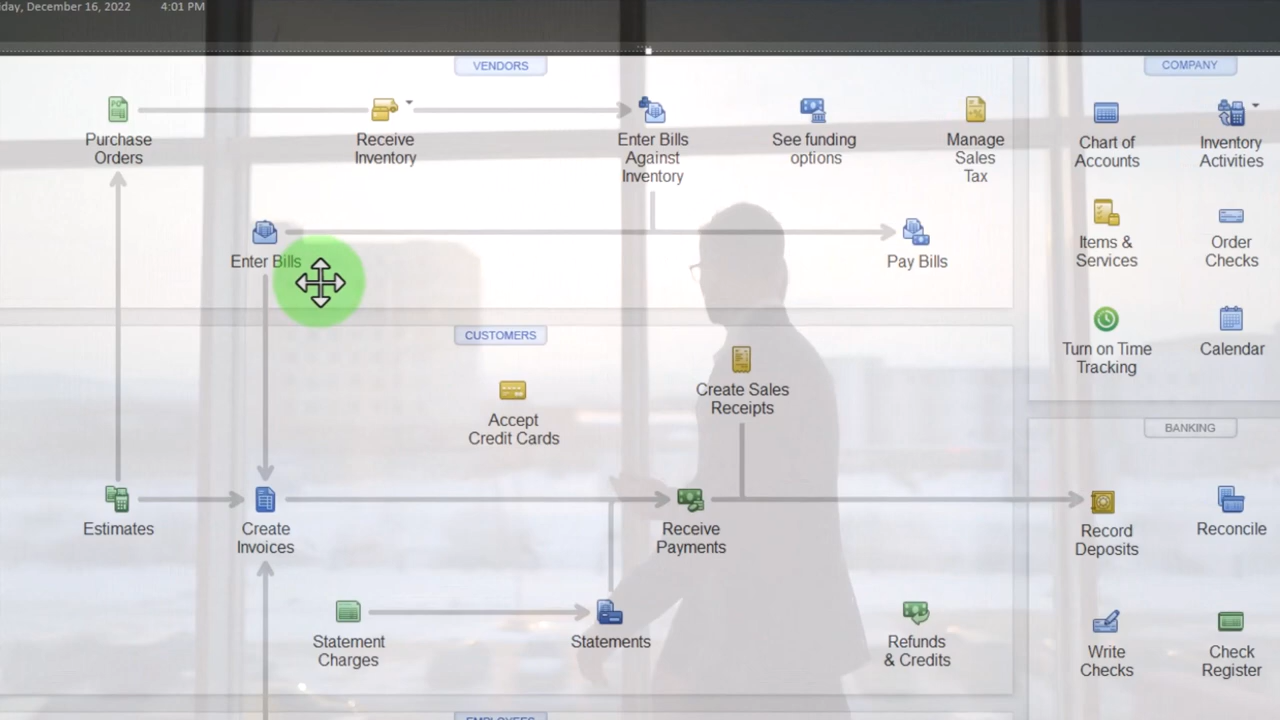 day, December 16, 2022 4:01 PM
VENDORS
COMPANY
Purchase
Orders
Receive
Inventory
Enter Bills
Against
Inventory
See funding
options
Manage
Sales
Tax
Chart of
Accounts
Inventory
Activities
Enter Bills
Pay Bills
Items &
Services
Order
Checks
CUSTOMERS
Turn on Time
Tracking
Calendar
Accept
Credit Cards
Create Sales
Receipts
BANKING
Estimates
Create
Invoices
Receive
Payments
Record
Deposits
Reconcile
Statement
Charges
Statements
Refunds
& Credits
Write
Checks
Check
Register
EMPLOYEES